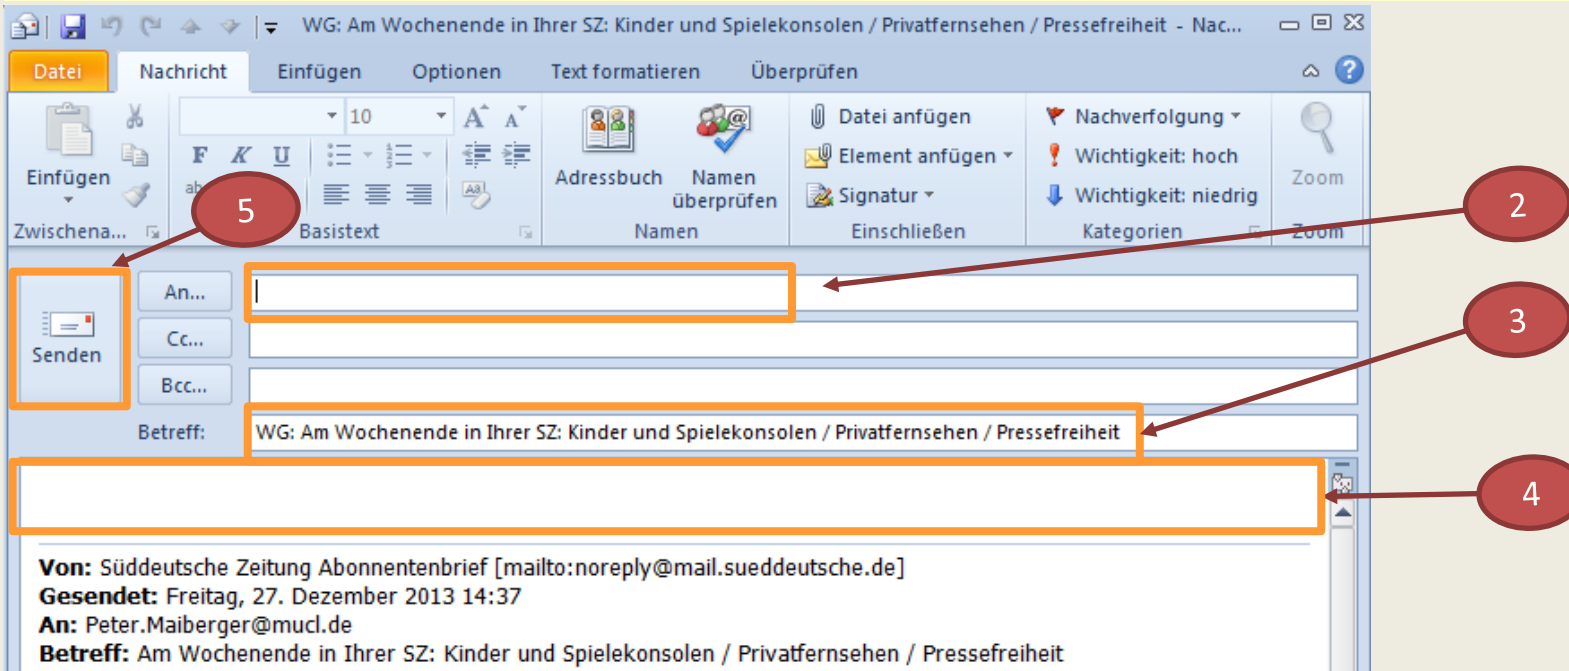 WG: Am Wochenende in Ihrer SZ: Kinder und Spielekonsolen / Privatfernsehen / Pressefreiheit - Nac...
Datei Nachricht Einfügen Optionen Text formatieren Überprüfen
10 A A
Datei anfügen
Nachverfolgung
F K U
Element anfügen
Wichtigkeit: hoch
Einfügen
Adressbuch
Namen überprüfen
Zoom
ab
Signatur
Wichtigkeit: niedrig
5
2
Zwischena... Basistext Namen Einschließen Kategorien Zoom
An...
3
Senden
Cc...
Bcc...
Betreff: WG: Am Wochenende in Ihrer SZ: Kinder und Spielekonsolen / Privatfernsehen / Pressefreiheit
4
Von: Süddeutsche Zeitung Abonnentenbrief [mailto:noreply@mail.sueddeutsche.de]
Gesendet: Freitag, 27. Dezember 2013 14:37
An: Peter.Maiberger@mucl.de
Betreff: Am Wochenende in Ihrer SZ: Kinder und Spielekonsolen / Privatfernsehen / Pressefreiheit